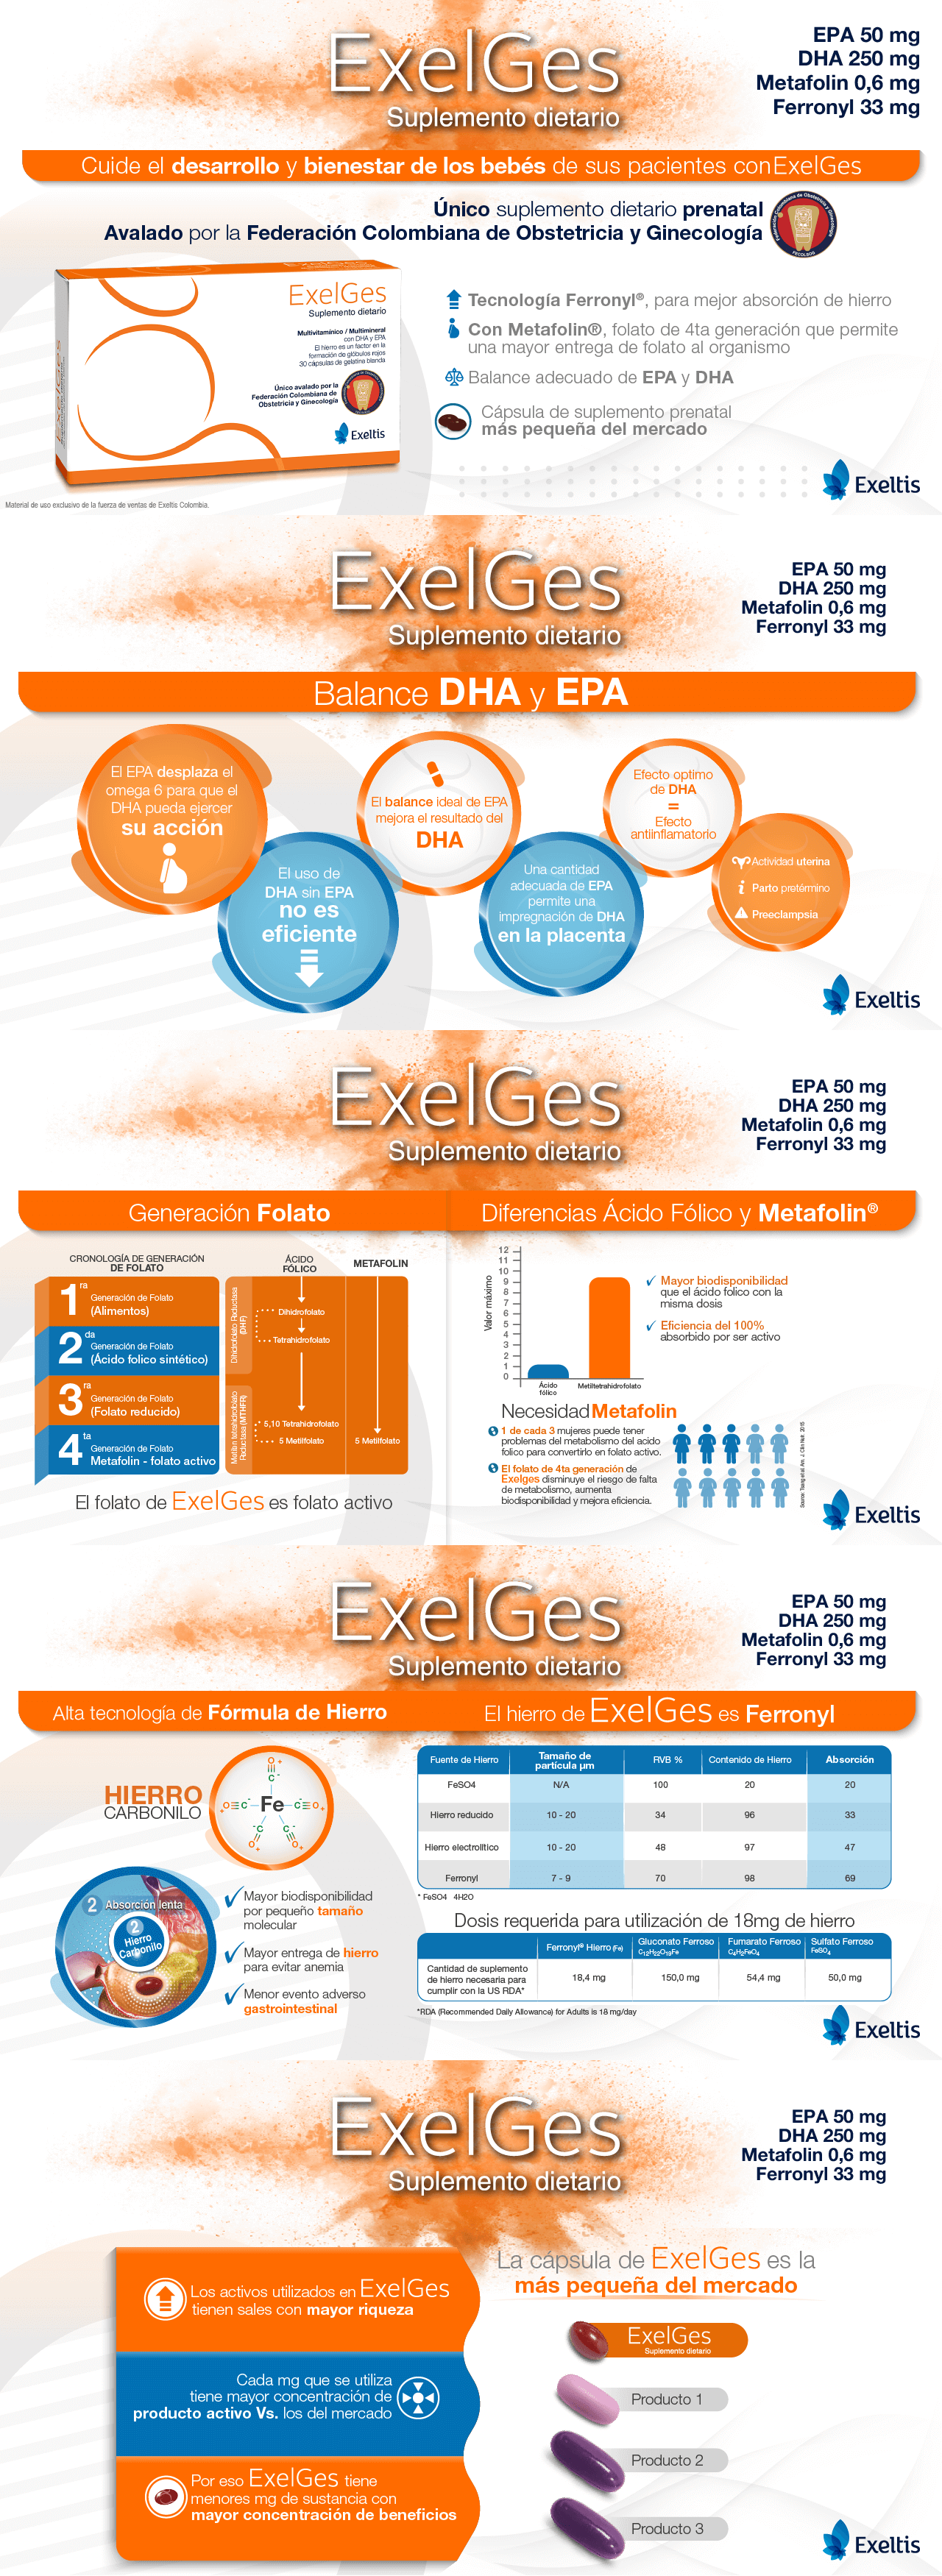 ExelGes
Suplemento dietario
EPA 50 mg
DHA 250 mg
Metafolin 0,6 mg
Ferronyl 33 mg
Cuide el desarrollo y bienestar de los bebés de sus pacientes con ExelGes
Único suplemento dietario prenatal
Avalado por la Federación Colombiana de Obstetricia y Ginecología
ExelGes
Suplemento dietario
Multivitamínico / Multimineral
con DHA y EPA
El hierro es un factor en la
formación de glóbulos rojos
30 cápsulas de gelatina blanda
Único avalado por la
Federación Colombiana de
Obstetricia y Ginecología
Exeltis
Tecnología Ferronyl®, para mejor absorción de hierro
Con Metafolin®, folato de 4ta generación que permite
una mayor entrega de folato al organismo
Balance adecuado de EPA y DHA
Cápsula de suplemento prenatal
más pequeña del mercado
Exeltis
Material de uso exclusivo de la fuerza de ventas de Exeltis Colombia.
ExelGes
Suplemento dietario
EPA 50 mg
DHA 250 mg
Metafolin 0,6 mg
Ferronyl 33 mg
Balance DHA y EPA
El EPA desplaza el
omega 6 para que el
DHA pueda ejercer
su acción
El uso de
DHA sin EPA
no es
eficiente
El balance ideal de EPA
mejora el resultado del
DHA
Una cantidad
adecuada de EPA
permite una
impregnación de DHA
en la placenta
Efecto optimo
de DHA
=
Efecto
antiinflamatorio
Actividad uterina
Parto pretérmino
Preeclampsia
Exeltis
ExelGes
Suplemento dietario
EPA 50 mg
DHA 250 mg
Metafolin 0,6 mg
Ferronyl 33 mg
Generación Folato
CRONOLOGÍA DE GENERACIÓN
DE FOLATO
1ra
Generación de Folato
(Alimentos)
2da
Generación de Folato
(Ácido folico sintético)
3ra
Generación de Folato
(Folato reducido)
4ta
Generación de Folato
Metafolin - folato activo
ÁCIDO
FÓLICO
METAFOLIN
Dihidrofolato Reductasa
(DHF)
Dihidrofolato
Tetrahidrofolato
Reductasa (MTHFR)
5,10 Tetrahidrofolato
5 Metilfolato
5 Metilfolato
El folato de ExelGes es folato activo
Diferencias Ácido Fólico y Metafolin®
Valor máximo
12
11
10
9
8
7
6
5
4
3
2
1
0
Ácido
fólico
Metiltetrahidrofolato
Mayor biodisponibilidad
que el ácido folico con la
misma dosis
Eficiencia del 100%
absorbido por ser activo
Necesidad Metafolin
1 de cada 3 mujeres puede tener
problemas del metabolismo del acido
folico para convertirlo en folato activo.
El folato de 4ta generación de
Exelges disminuye el riesgo de falta
de metabolismo, aumenta
biodisponibilidad y mejora eficiencia.
Exeltis
ExelGes
Suplemento dietario
EPA 50 mg
DHA 250 mg
Metafolin 0,6 mg
Ferronyl 33 mg
Alta tecnología de Fórmula de Hierro
HIERRO
CARBONILO
Fe
2 Absorción lenta
2
Hierro
Carbonilo
Mayor biodisponibilidad
por pequeño tamaño
molecular
Mayor entrega de hierro
para evitar anemia
Menor evento adverso
gastrointestinal
El hierro de ExelGes es Ferronyl
Fuente de Hierro Tamaño de partícula µm RVB % Contenido de Hierro Absorción
FeSO4 N/A 100 20 20
Hierro reducido 10 - 20 34 96 33
Hierro electrolítico 10 - 20 48 97 47
Ferronyl 7 - 9 70 98 69
* FeSO4 4H2O
Dosis requerida para utilización de 18mg de hierro
Ferronyl® Hierro (Fe) Gluconato Ferroso C12H22O19Fe Fumarato Ferroso C4H2FeO4 Sulfato Ferroso FeSO4
Cantidad de suplemento
de hierro necesaria para
cumplir con la US RDA*
18,4 mg 150,0 mg 54,4 mg 50,0 mg
*RDA (Recommended Daily Allowance) for Adults is 18 mg/day
Exeltis
ExelGes
Suplemento dietario
EPA 50 mg
DHA 250 mg
Metafolin 0,6 mg
Ferronyl 33 mg
Los activos utilizados en ExelGes
tienen sales con mayor riqueza
Cada mg que se utiliza
tiene mayor concentración de
producto activo Vs. los del mercado
Por eso ExelGes tiene
menores mg de sustancia con
mayor concentración de beneficios
La cápsula de ExelGes es la
más pequeña del mercado
ExelGes
Suplemento dietario
Producto 1
Producto 2
Producto 3
Exeltis